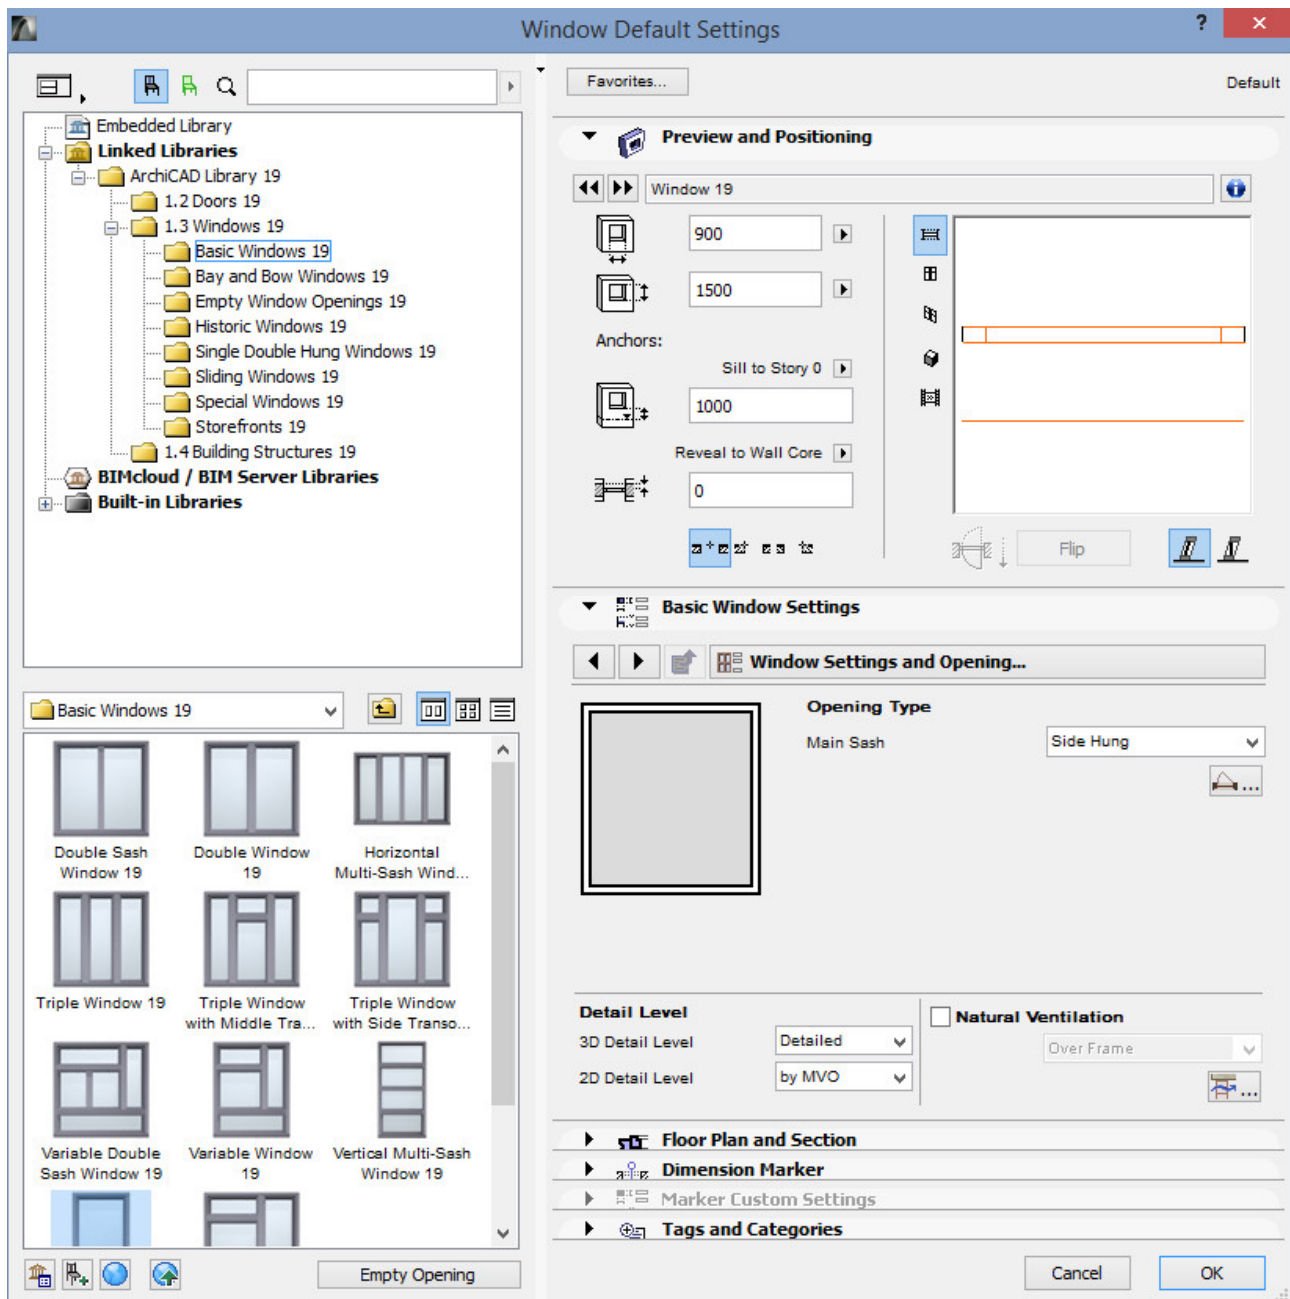 Window Default Settings
?
Embedded Library
Linked Libraries
ArchiCAD Library 19
1.2 Doors 19
1.3 Windows 19
Basic Windows 19
Bay and Bow Windows 19
Empty Window Openings 19
Historic Windows 19
Single Double Hung Windows 19
Sliding Windows 19
Special Windows 19
Storefronts 19
1.4 Building Structures 19
BIMcloud / BIM Server Libraries
Built-in Libraries
Basic Windows 19
Double Sash
Window 19
Double Window
19
Horizontal
Multi-Sash Wind...
Triple Window 19
Triple Window
with Middle Tra...
Triple Window
with Side Transo...
Variable Double
Sash Window 19
Variable Window
19
Vertical Multi-Sash
Window 19
Empty Opening
Favorites...
Default
Preview and Positioning
Window 19
900
1500
Anchors:
Sill to Story 0
1000
Reveal to Wall Core
0
Flip
Basic Window Settings
Window Settings and Opening...
Opening Type
Main Sash
Side Hung
...
Detail Level
3D Detail Level
Detailed
2D Detail Level
by MVO
Natural Ventilation
Over Frame
...
Floor Plan and Section
Dimension Marker
Marker Custom Settings
Tags and Categories
Cancel
OK